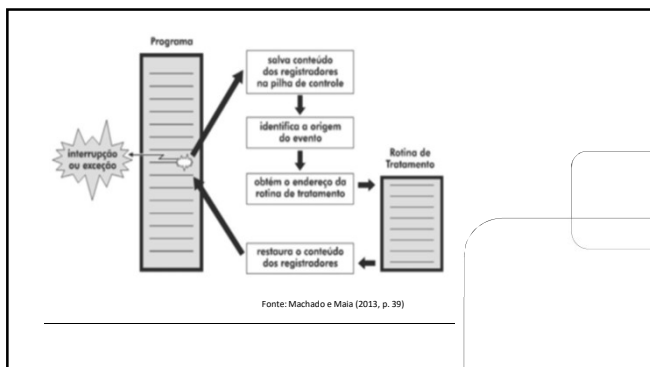 Programa
salva conteúdo
dos registradores
na pilha de controle
identifica a origem
do evento
interrupção
ou exceção
Rotina de
Tratamento
obtém o endereço da
rotina de tratamento
restaura o conteúdo
dos registradores
Fonte: Machado e Maia (2013, p. 39)